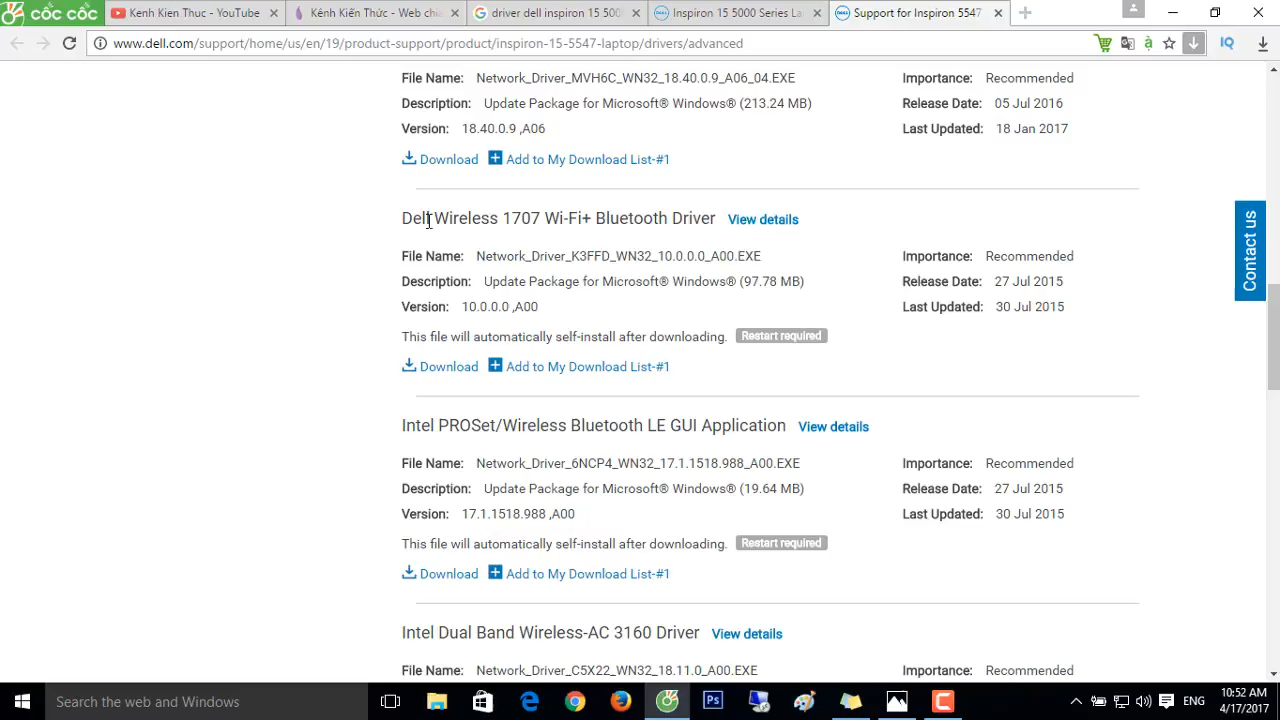 cốc cốc
Kenh Kien Thuc - YouTube
Kênh Kiến Thức - Web ch
driver dell inspiron 15 500
Inspiron 15 5000 Series La
Support for Inspiron 5547
www.dell.com/support/home/us/en/19/product-support/product/inspiron-15-5547-laptop/drivers/advanced
IQ
File Name: Network_Driver_MVH6C_WN32_18.40.0.9_A06_04.EXE
Importance: Recommended
Description: Update Package for Microsoft® Windows® (213.24 MB)
Release Date: 05 Jul 2016
Version: 18.40.0.9 ,A06
Last Updated: 18 Jan 2017
Download Add to My Download List-#1
Dell Wireless 1707 Wi-Fi+ Bluetooth Driver View details
File Name: Network_Driver_K3FFD_WN32_10.0.0.0_A00.EXE
Importance: Recommended
Description: Update Package for Microsoft® Windows® (97.78 MB)
Release Date: 27 Jul 2015
Version: 10.0.0.0 ,A00
Last Updated: 30 Jul 2015
This file will automatically self-install after downloading. Restart required
Download Add to My Download List-#1
Intel PROSet/Wireless Bluetooth LE GUI Application View details
File Name: Network_Driver_6NCP4_WN32_17.1.1518.988_A00.EXE
Importance: Recommended
Description: Update Package for Microsoft® Windows® (19.64 MB)
Release Date: 27 Jul 2015
Version: 17.1.1518.988 ,A00
Last Updated: 30 Jul 2015
This file will automatically self-install after downloading. Restart required
Download Add to My Download List-#1
Intel Dual Band Wireless-AC 3160 Driver View details
File Name: Network_Driver_C5X22_WN32_18.11.0_A00.EXE
Importance: Recommended
Contact us
Search the web and Windows
Ps
ENG
10:52 AM
4/17/2017